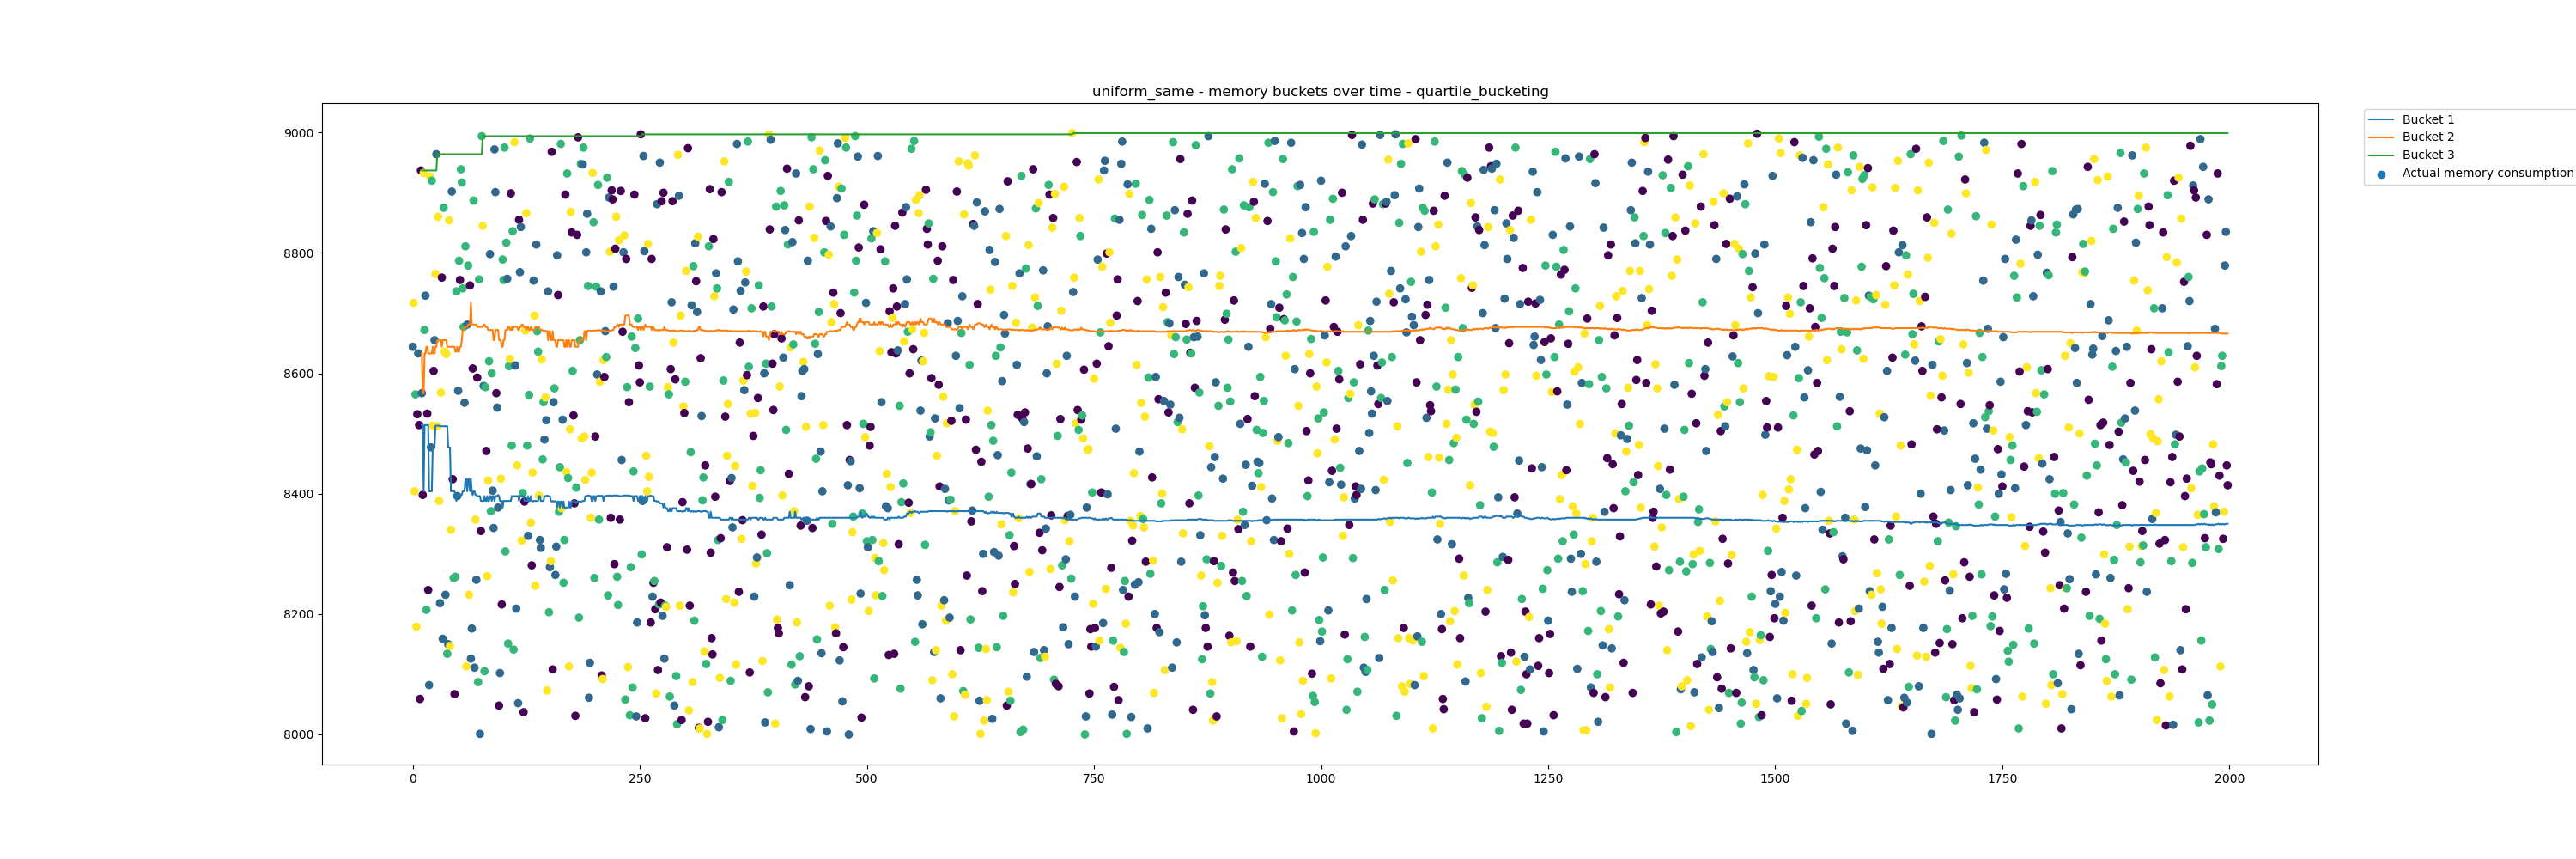 uniform_same - memory buckets over time - quartile_bucketing
9000
8800
8600
8400
8200
8000
0 250 500 750 1000 1250 1500 1750 2000
Bucket 1
Bucket 2
Bucket 3
Actual memory consumption